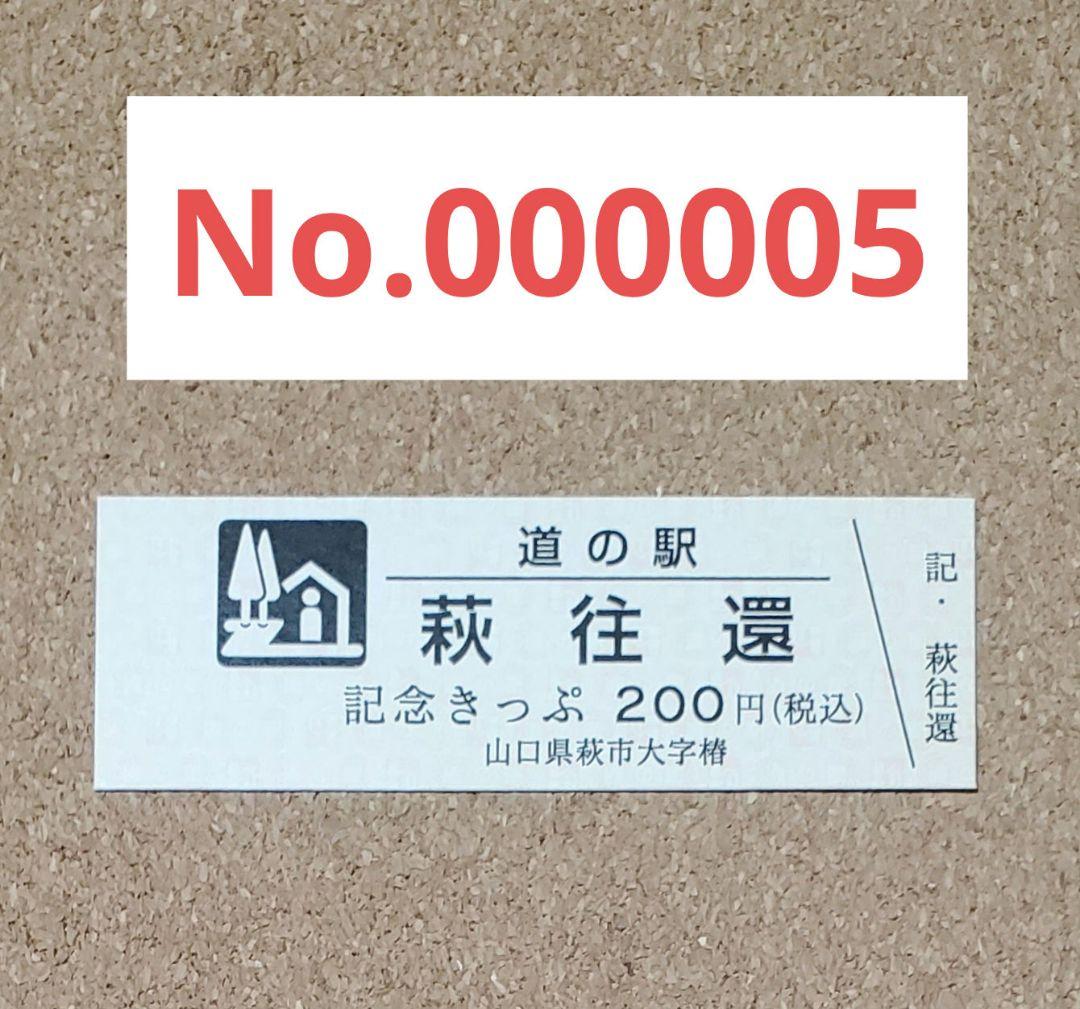 No.000005
道の駅
萩往還
記念きっぷ 200円(税込)
山口県萩市大字椿
記・萩往還